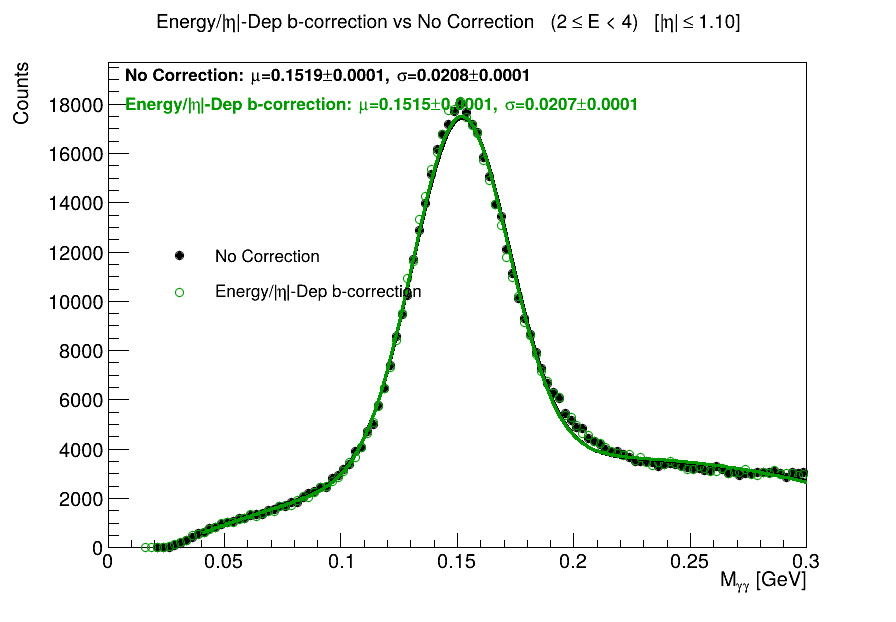 Energy/|η|-Dep b-correction vs No Correction (2 ≤ E < 4) [|η| ≤ 1.10]
Counts
No Correction: μ=0.1519±0.0001, σ=0.0208±0.0001
Energy/|η|-Dep b-correction: μ=0.1515±0.0001, σ=0.0207±0.0001
18000
16000
14000
12000
10000
8000
6000
4000
2000
0
No Correction
Energy/|η|-Dep b-correction
0 0.05 0.1 0.15 0.2 0.25 0.3
Mγγ [GeV]